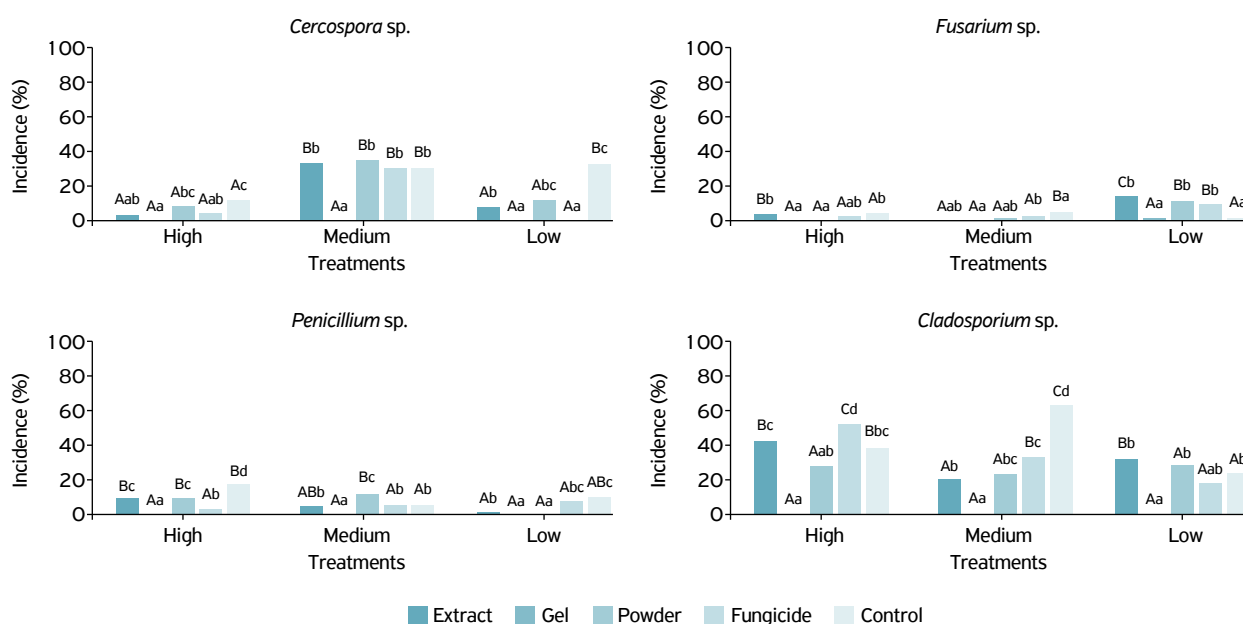 Cercospora sp.
Incidence (%)
100
80
60
40
20
0
Aab Aa Abc Aab Ac
Bb Aa Bb Bb Bb
Ab Aa Abc Aa Bc
High Medium Low
Treatments
Fusarium sp.
Incidence (%)
100
80
60
40
20
0
Bb Aa Aa Aab Ab
Aab Aa Aab Ab Ba
Cb Aa Bb Bb Aa
High Medium Low
Treatments
Penicillium sp.
Incidence (%)
100
80
60
40
20
0
Bc Aa Bc Ab Bd
ABb Aa Bc Ab Ab
Ab Aa Aa Abc ABc
High Medium Low
Treatments
Cladosporium sp.
Incidence (%)
100
80
60
40
20
0
Bc Aa Aab Cd Bbc
Ab Aa Abc Bc Cd
Bb Aa Ab Aab Ab
High Medium Low
Treatments
Extract Gel Powder Fungicide Control